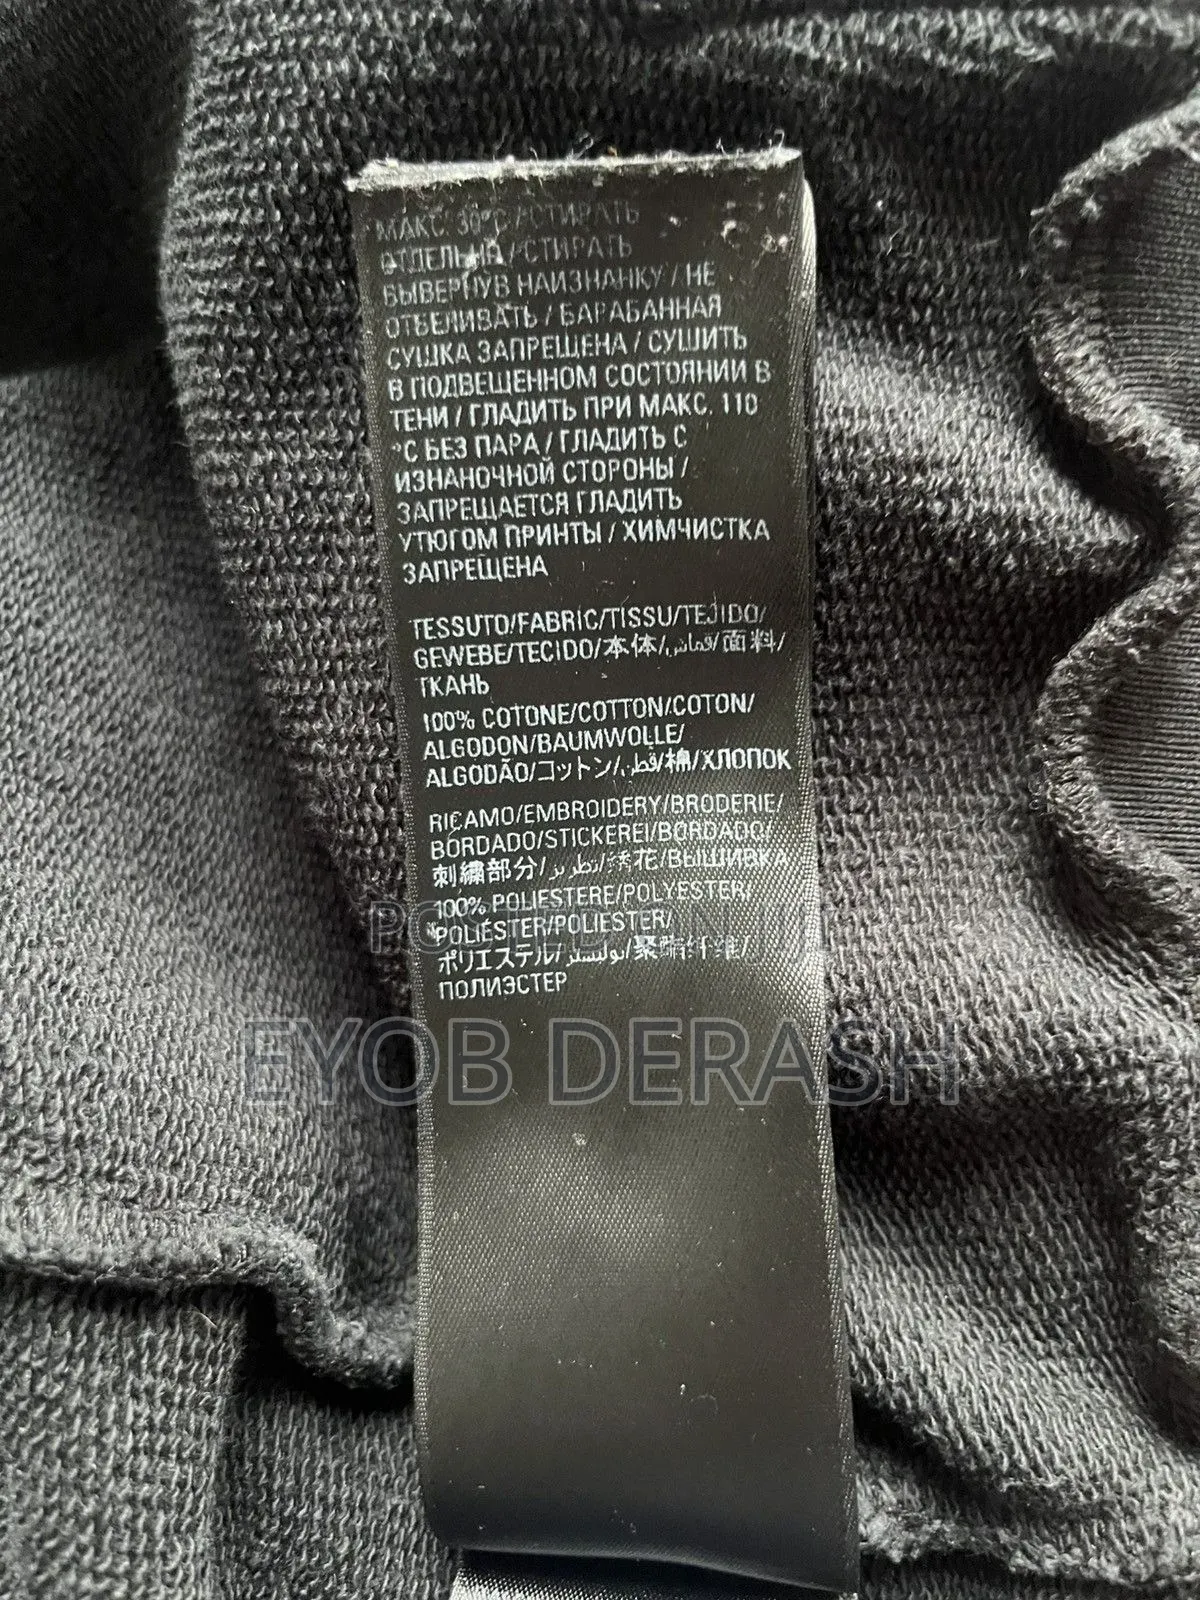 МАКС. 30°C / СТИРАТЬ
ОТДЕЛЬНО / СТИРАТЬ
ВЫВЕРНУВ НАИЗНАНКУ / НЕ
ОТБЕЛИВАТЬ / БАРАБАННАЯ
СУШКА ЗАПРЕЩЕНА / СУШИТЬ
В ПОДВЕШЕННОМ СОСТОЯНИИ В
ТЕНИ / ГЛАДИТЬ ПРИ МАКС. 110
°C БЕЗ ПАРА / ГЛАДИТЬ С
ИЗНАНОЧНОЙ СТОРОНЫ /
ЗАПРЕЩАЕТСЯ ГЛАДИТЬ
УТЮГОМ ПРИНТЫ / ХИМЧИСТКА
ЗАПРЕЩЕНА
TESSUTO/FABRIC/TISSU/TEJIDO/
GEWEBE/TECIDO/本体/قماش/面料/
ТКАНЬ
100% COTONE/COTTON/COTON/
ALGODON/BAUMWOLLE/
ALGODÃO/コットン/قطن/棉/ХЛОПОК
RICAMO/EMBROIDERY/BRODERIE/
BORDADO/STICKEREI/BORDADO/
刺繍部分/تطريز/绣花/ВЫШИВКА
100% POLIESTERE/POLYESTER/
POLIÉSTER/POLIESTER/
ポリエステル/بوليستر/聚酯纤维/
ПОЛИЭСТЕР
EYOB DERASH